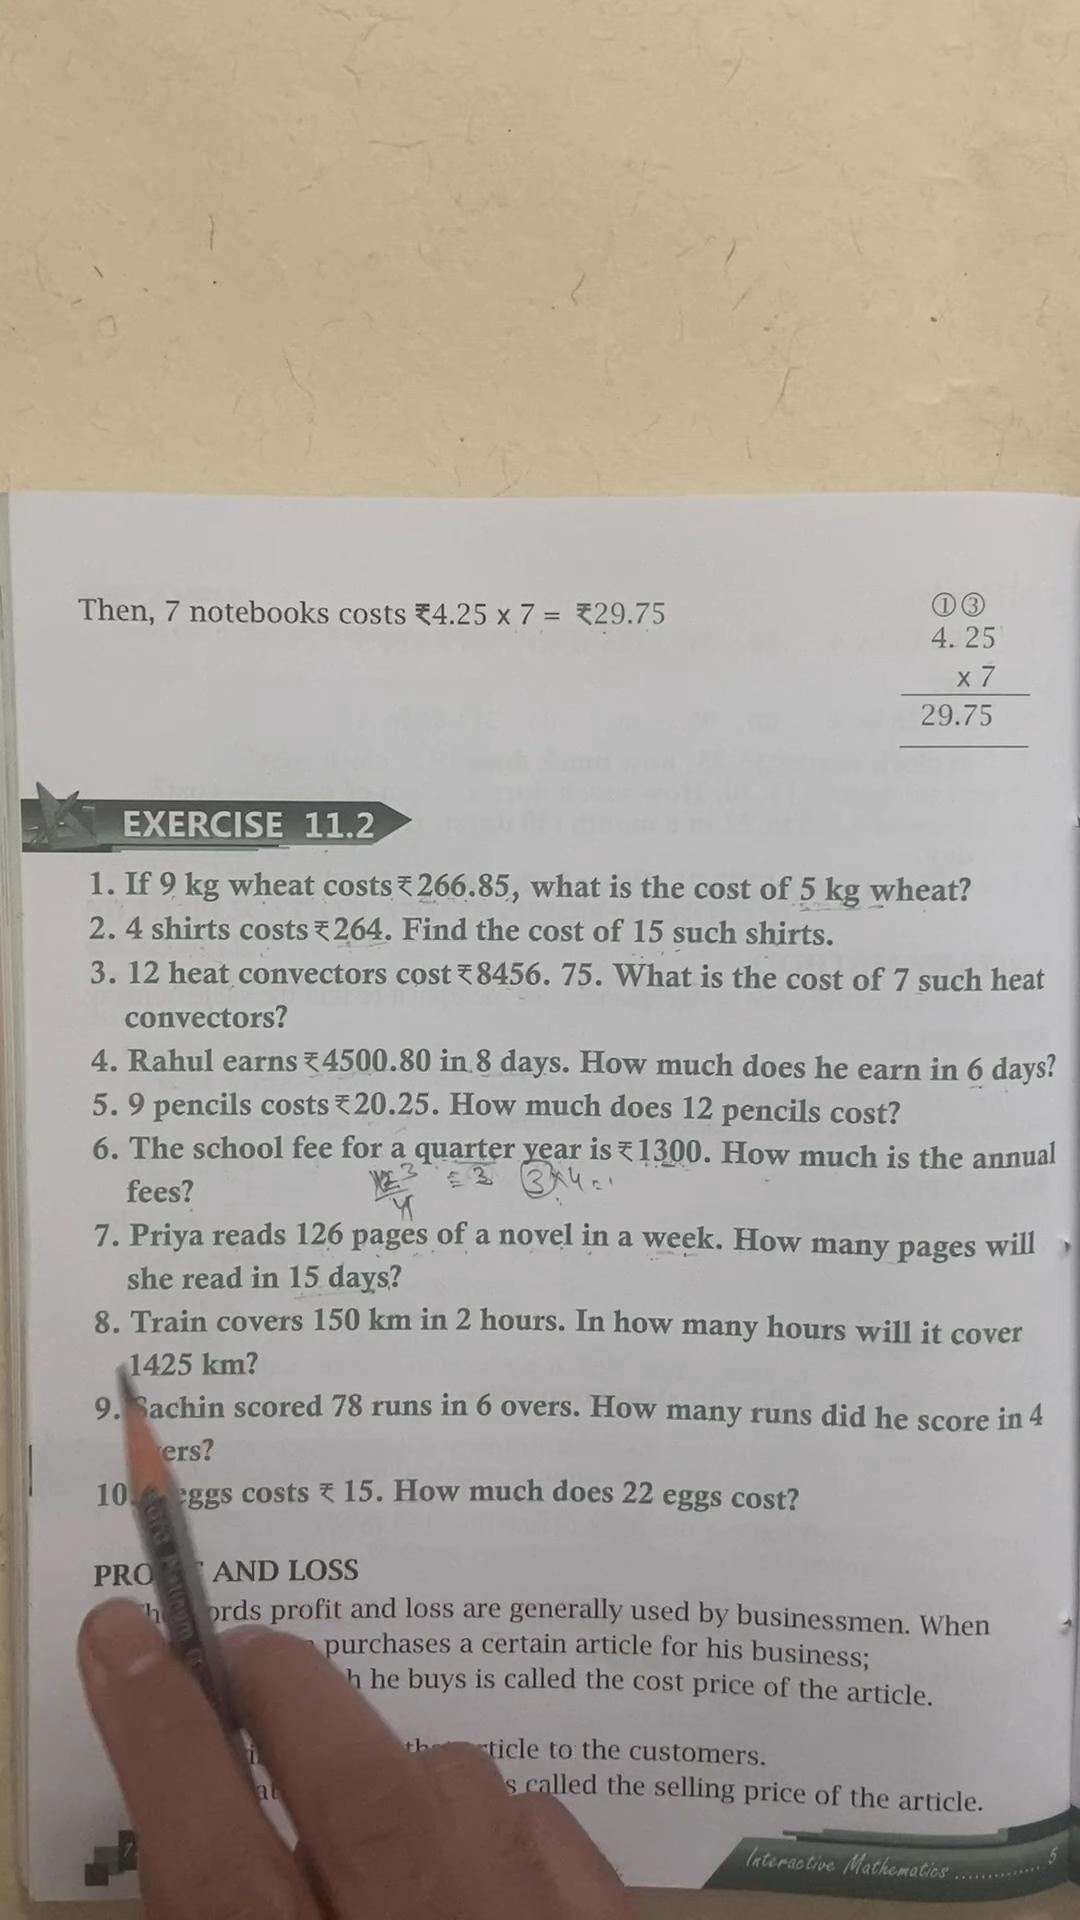 Then, 7 notebooks costs ₹4.25 x 7 = ₹29.75
①③
4. 25
x 7
29.75
EXERCISE 11.2
1. If 9 kg wheat costs ₹266.85, what is the cost of 5 kg wheat?
2. 4 shirts costs ₹264. Find the cost of 15 such shirts.
3. 12 heat convectors cost ₹8456. 75. What is the cost of 7 such heat
convectors?
4. Rahul earns ₹4500.80 in 8 days. How much does he earn in 6 days?
5. 9 pencils costs ₹20.25. How much does 12 pencils cost?
6. The school fee for a quarter year is ₹1300. How much is the annual
fees?
7. Priya reads 126 pages of a novel in a week. How many pages will
she read in 15 days?
8. Train covers 150 km in 2 hours. In how many hours will it cover
1425 km?
9. Sachin scored 78 runs in 6 overs. How many runs did he score in 4
10. eggs costs ₹ 15. How much does 22 eggs cost?
AND LOSS
profit and loss are generally used by businessmen. When
purchases a certain article for his business;
he buys is called the cost price of the article.
to the customers.
called the selling price of the article.
Interactive Mathematics ............. 5